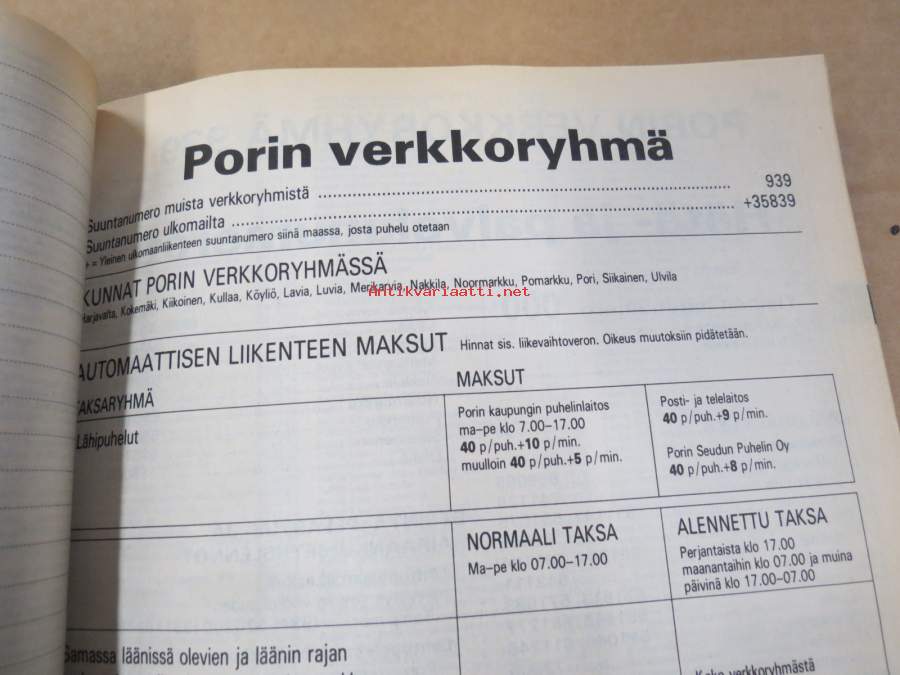 Porin verkkoryhmä
Suuntanumero muista verkkoryhmistä 939
Suuntanumero ulkomailta +35839
+ = Yleinen ulkomaanliikenteen suuntanumero siinä maassa, josta puhelu otetaan
KUNNAT PORIN VERKKORYHMÄSSÄ
Harjavalta, Kokemäki, Kiikoinen, Kullaa, Köyliö, Lavia, Luvia, Merikarvia, Nakkila, Noormarkku, Pomarkku, Pori, Siikainen, Ulvila
Antikvariaatti.net
AUTOMAATTISEN LIIKENTEEN MAKSUT Hinnat sis. liikevaihtoveron. Oikeus muutoksiin pidätetään.
TAKSARYHMÄ
MAKSUT
Lähipuhelut
Porin kaupungin puhelinlaitos
ma–pe klo 7.00–17.00
40 p/puh.+10 p/min.
muulloin 40 p/puh.+5 p/min.
Posti- ja telelaitos
40 p/puh.+9 p/min.
Porin Seudun Puhelin Oy
40 p/puh.+8 p/min.
NORMAALI TAKSA
Ma–pe klo 07.00–17.00
ALENNETTU TAKSA
Perjantaista klo 17.00
maanantaihin klo 07.00 ja muina
päivinä klo 17.00–07.00
Samassa läänissä olevien ja läänin rajan
Koko verkkoryhmästä